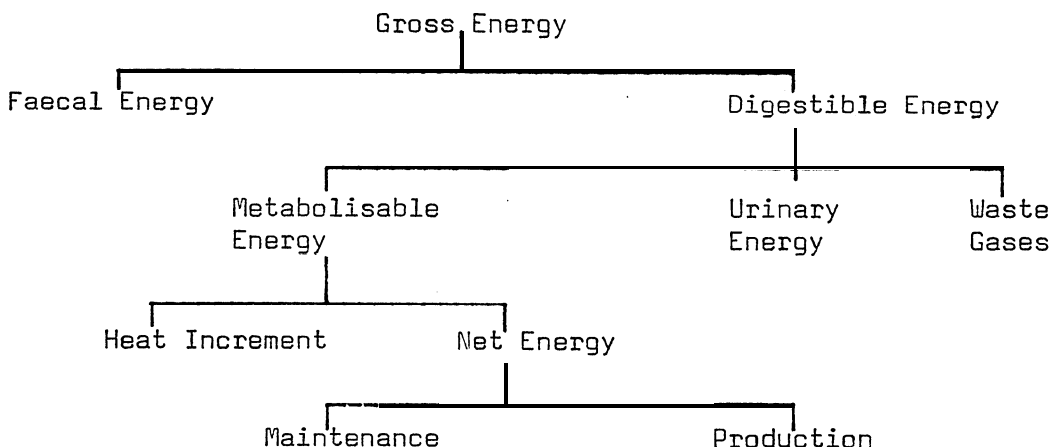 Gross Energy
Faecal Energy
Digestible Energy
Metabolisable
Energy
Urinary
Energy
Waste
Gases
Heat Increment
Net Energy
Maintenance
Production